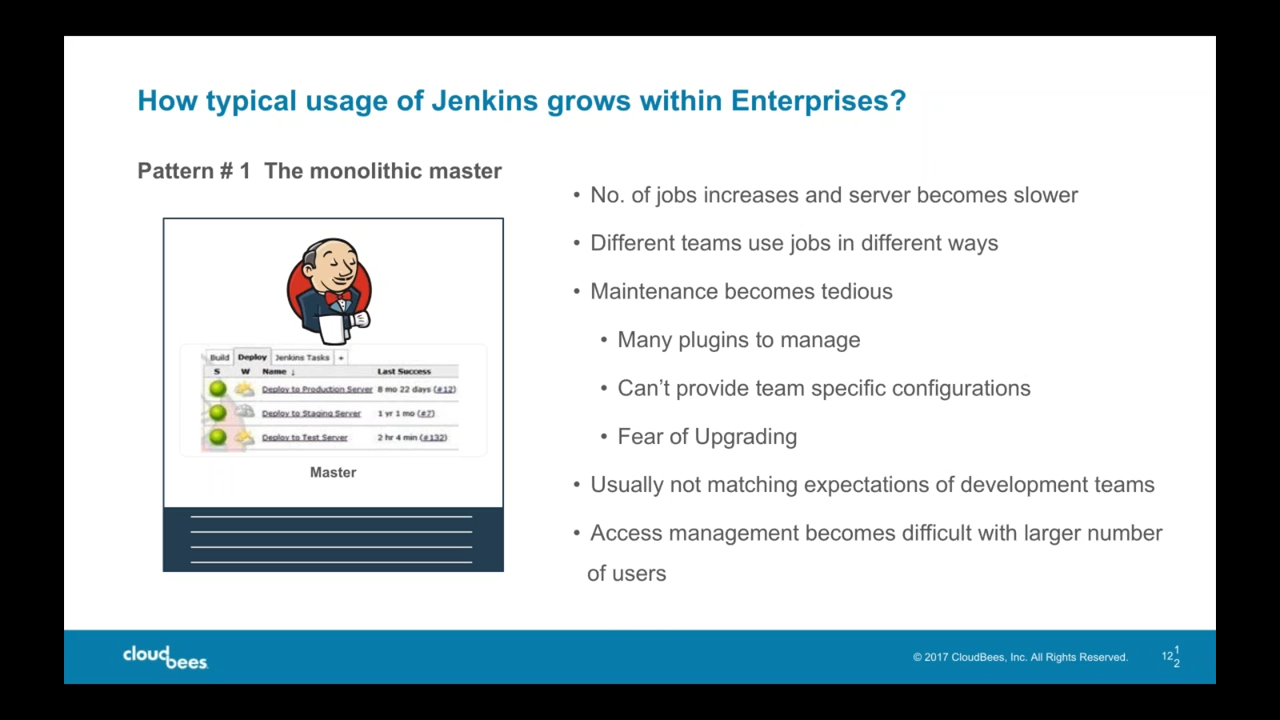 How typical usage of Jenkins grows within Enterprises?
Pattern # 1 The monolithic master
Build Deploy Jenkins Tasks +
S W Name ↓ Last Success
Deploy to Production Server 8 mo 22 days (#12)
Deploy to Staging Server 1 yr 1 mo (#7)
Deploy to Test Server 2 hr 4 min (#132)
Master
• No. of jobs increases and server becomes slower
• Different teams use jobs in different ways
• Maintenance becomes tedious
• Many plugins to manage
• Can’t provide team specific configurations
• Fear of Upgrading
• Usually not matching expectations of development teams
• Access management becomes difficult with larger number
of users
cloudbees
© 2017 CloudBees, Inc. All Rights Reserved.
12
1
2